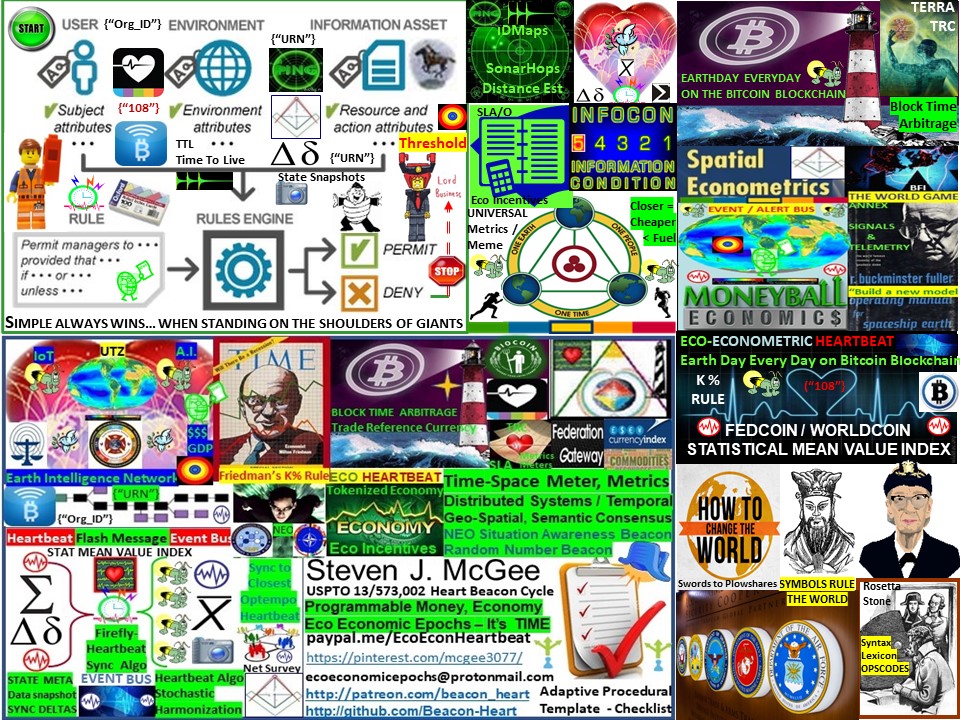 START
USER {"Org_ID"} ENVIRONMENT INFORMATION ASSET
{"URN"}
{"108"}
Subject attributes
Environment attributes
Resource and action attributes
TTL
Time To Live
{"URN"}
Threshold
State Snapshots
Lord
Business
RULE
RULES ENGINE
Permit managers to • • •
provided that • • •
if • • • or • • •
unless • • •
PERMIT
DENY
STOP
SIMPLE ALWAYS WINS... WHEN STANDING ON THE SHOULDERS OF GIANTS
IDMaps
SonarHops
Distance Est
SLA/O
Eco Incentives
INFOCON
5 4 3 2 1
INFORMATION
CONDITION
UNIVERSAL
Metrics /
Meme
Closer =
Cheaper
< Fuel
ONE EARTH
ONE PEOPLE
ONE TIME
EARTHDAY EVERYDAY
ON THE BITCOIN BLOCKCHAIN
TERRA
TRC
Block Time
Arbitrage
Spatial
Econometrics
BFI
THE WORLD GAME
EVENT / ALERT BUS
ANNEX
SIGNALS
&
TELEMETRY
r. buckminster fuller
"Build a new model
operating manual
for
spaceship earth
MONEYBALL
ECONOMICS
ECO-ECONOMETRIC HEARTBEAT
Earth Day Every Day on Bitcoin Blockchain
K %
RULE
{"108"}
FEDCOIN / WORLDCOIN
STATISTICAL MEAN VALUE INDEX
HOW TO
CHANGE THE
WORLD
Swords to Plowshares
SYMBOLS RULE
THE WORLD
Rosetta
Stone
Syntax
Lexicon
OPSCODES
IoT
UTZ
A.I.
$$$
GDP
Earth Intelligence Network
TIME
Friedman's K% Rule
BLOCK TIME ARBITRAGE
Trade Reference Currency
BIOCOIN
TRC
SLA
Metrics
Meters
Federation
Gateway
currencyindex
COMMODITIES
{"URN"}
{"Org_ID"}
Heartbeat Flash Message Event Bus
NEO
ECO HEARTBEAT
Tokenized Economy
ECONOMY
Eco Incentives
Time-Space Meter, Metrics
Distributed Systems / Temporal
Geo-Spatial, Semantic Consensus
NEO Situation Awareness Beacon
Random Number Beacon
STAT MEAN VALUE INDEX
Σ
Δδ
X
Firefly-
Heartbeat
Sync Algo
EVENT BUS
STATE META
Data snapshot
SYNC DELTAS
Heartbeat Algo
Stochastic
Harmonization
Sync to
Closest
Optempo
Heartbeat
Net Survey
Steven J. McGee
USPTO 13/573,002 Heart Beacon Cycle
Programmable Money, Economy
Eco Economic Epochs – It's TIME
paypal.me/EcoEconHeartbeat
https://pinterest.com/mcgee3077/
ecoeconomicepochs@protonmail.com
http://patreon.com/beacon_heart
http://github.com/Beacon-Heart
Adaptive Procedural
Template - Checklist